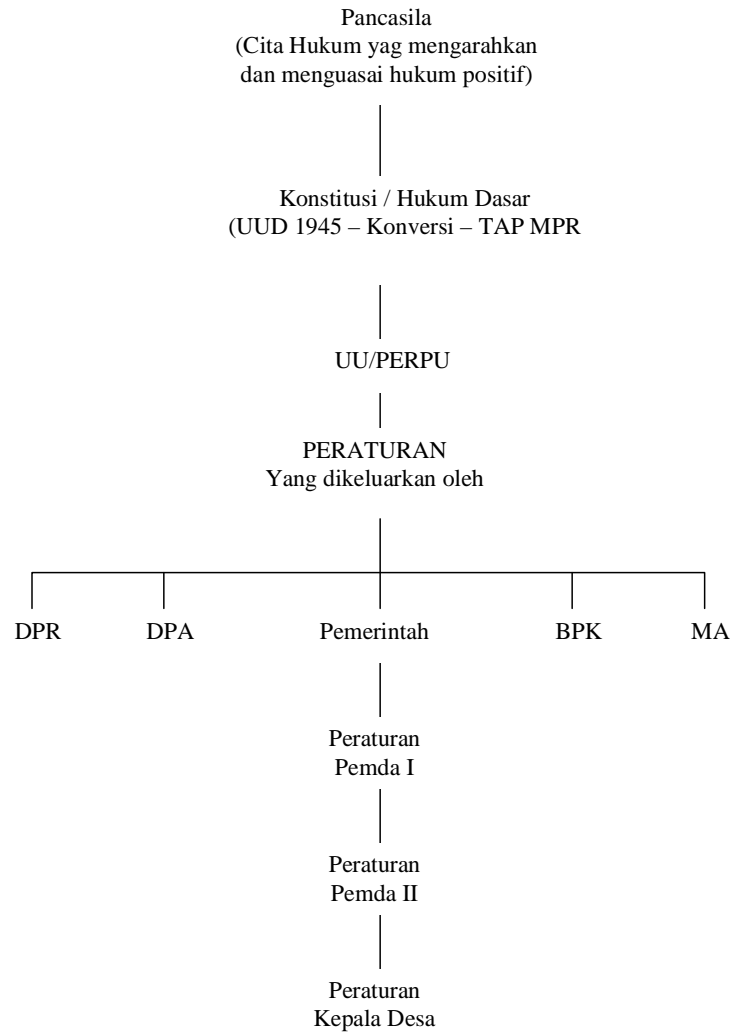 Pancasila
(Cita Hukum yag mengarahkan
dan menguasai hukum positif)
Konstitusi / Hukum Dasar
(UUD 1945 – Konversi – TAP MPR
UU/PERPU
PERATURAN
Yang dikeluarkan oleh
DPR DPA Pemerintah BPK MA
Peraturan
Pemda I
Peraturan
Pemda II
Peraturan
Kepala Desa